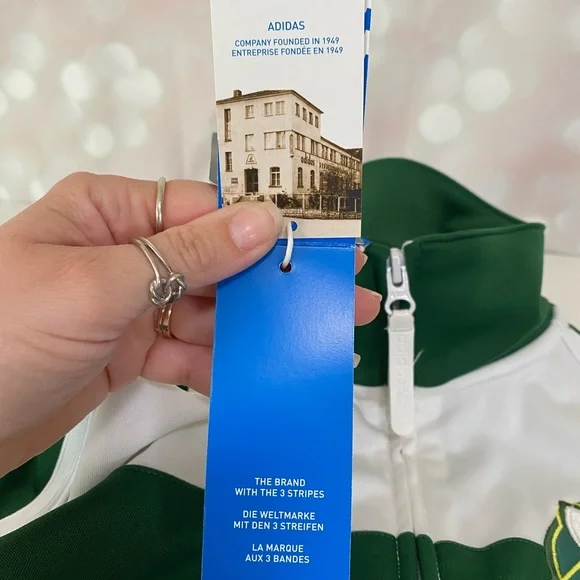 ADIDAS
COMPANY FOUNDED IN 1949
ENTREPRISE FONDÉE EN 1949
adidas
THE BRAND
WITH THE 3 STRIPES
DIE WELTMARKE
MIT DEN 3 STREIFEN
LA MARQUE
AUX 3 BANDES